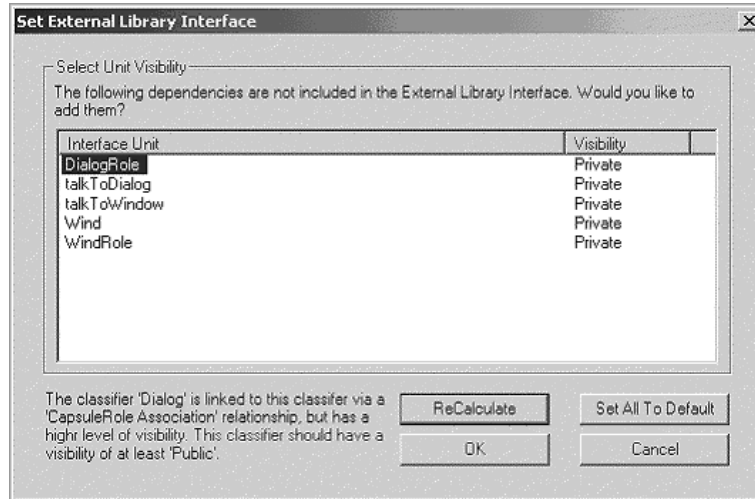 Set External Library Interface
Select Unit Visibility
The following dependencies are not included in the External Library Interface. Would you like to
add them?
Interface Unit Visibility
DialogRole Private
talkToDialog Private
talkToWindow Private
Wind Private
WindRole Private
The classifier 'Dialog' is linked to this classifer via a
'CapsuleRole Association' relationship, but has a
highr level of visibility. This classifier should have a
visibility of at least 'Public'.
ReCalculate Set All To Default
OK Cancel